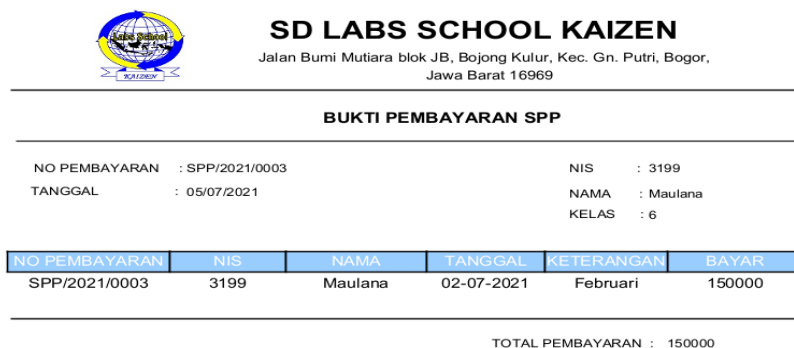 Labs School
KAIZEN
SD LABS SCHOOL KAIZEN
Jalan Bumi Mutiara blok JB, Bojong Kulur, Kec. Gn. Putri, Bogor,
Jawa Barat 16969
BUKTI PEMBAYARAN SPP
NO PEMBAYARAN : SPP/2021/0003
TANGGAL : 05/07/2021
NIS : 3199
NAMA : Maulana
KELAS : 6
NO PEMBAYARAN NIS NAMA TANGGAL KETERANGAN BAYAR
SPP/2021/0003 3199 Maulana 02-07-2021 Februari 150000
TOTAL PEMBAYARAN : 150000